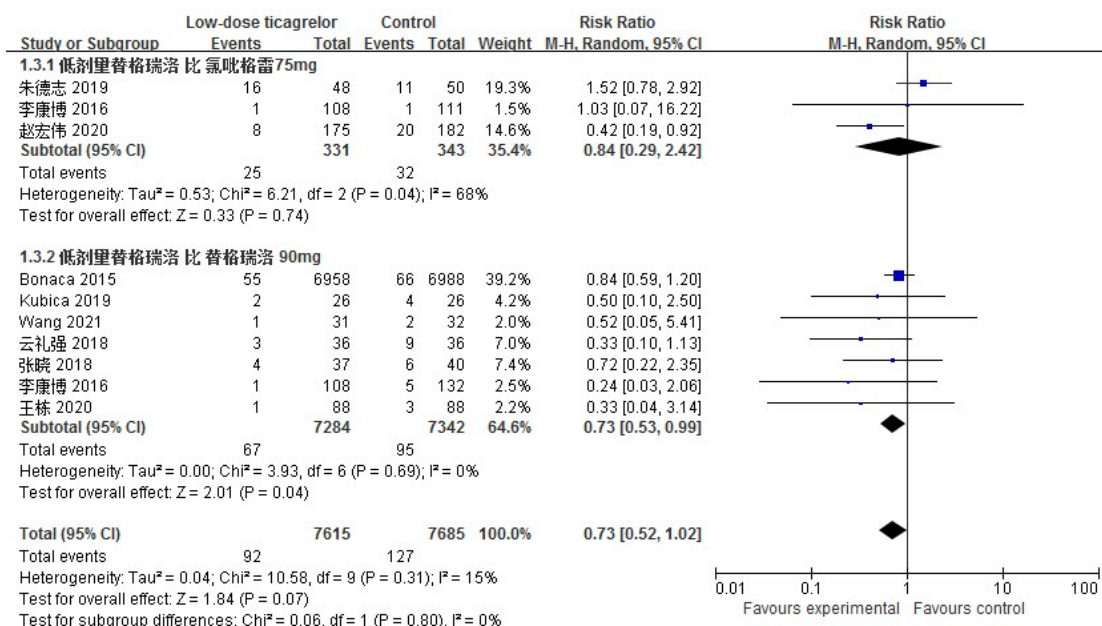 Low-dose ticagrelor Control Risk Ratio Risk Ratio
Study or Subgroup Events Total Events Total Weight M-H, Random, 95% CI M-H, Random, 95% CI
1.3.1 低剂量替格瑞洛 比 氯吡格雷75mg
朱德志 2019 16 48 11 50 19.3% 1.52 [0.78, 2.92]
李康博 2016 1 108 1 111 1.5% 1.03 [0.07, 16.22]
赵宏伟 2020 8 175 20 182 14.6% 0.42 [0.19, 0.92]
Subtotal (95% CI) 331 343 35.4% 0.84 [0.29, 2.42]
Total events 25 32
Heterogeneity: Tau² = 0.53; Chi² = 6.21, df = 2 (P = 0.04); I² = 68%
Test for overall effect: Z = 0.33 (P = 0.74)
1.3.2 低剂量替格瑞洛 比 替格瑞洛 90mg
Bonaca 2015 55 6958 66 6988 39.2% 0.84 [0.59, 1.20]
Kubica 2019 2 26 4 26 4.2% 0.50 [0.10, 2.50]
Wang 2021 1 31 2 32 2.0% 0.52 [0.05, 5.41]
云礼强 2018 3 36 9 36 7.0% 0.33 [0.10, 1.13]
张晓 2018 4 37 6 40 7.4% 0.72 [0.22, 2.35]
李康博 2016 1 108 5 132 2.5% 0.24 [0.03, 2.06]
王栋 2020 1 88 3 88 2.2% 0.33 [0.04, 3.14]
Subtotal (95% CI) 7284 7342 64.6% 0.73 [0.53, 0.99]
Total events 67 95
Heterogeneity: Tau² = 0.00; Chi² = 3.93, df = 6 (P = 0.69); I² = 0%
Test for overall effect: Z = 2.01 (P = 0.04)
Total (95% CI) 7615 7685 100.0% 0.73 [0.52, 1.02]
Total events 92 127
Heterogeneity: Tau² = 0.04; Chi² = 10.58, df = 9 (P = 0.31); I² = 15%
Test for overall effect: Z = 1.84 (P = 0.07)
Test for subgroup differences: Chi² = 0.06, df = 1 (P = 0.80), I² = 0%
0.01 0.1 1 10 100
Favours experimental Favours control